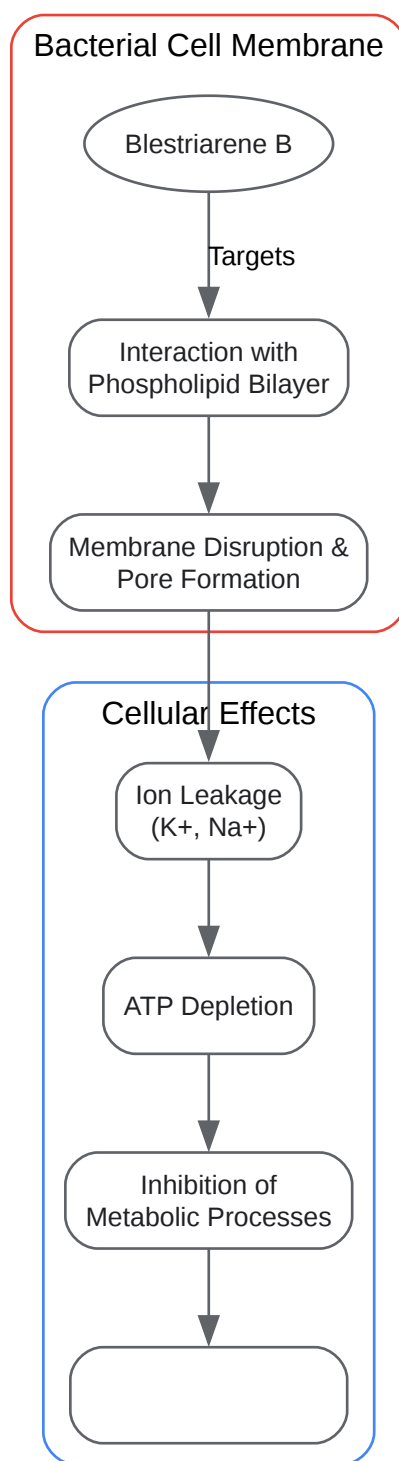 Bacterial Cell Membrane
Blestriarene B
Targets
Interaction with
Phospholipid Bilayer
Membrane Disruption &
Pore Formation
Cellular Effects
Ion Leakage
(K+, Na+)
ATP Depletion
Inhibition of
Metabolic Processes